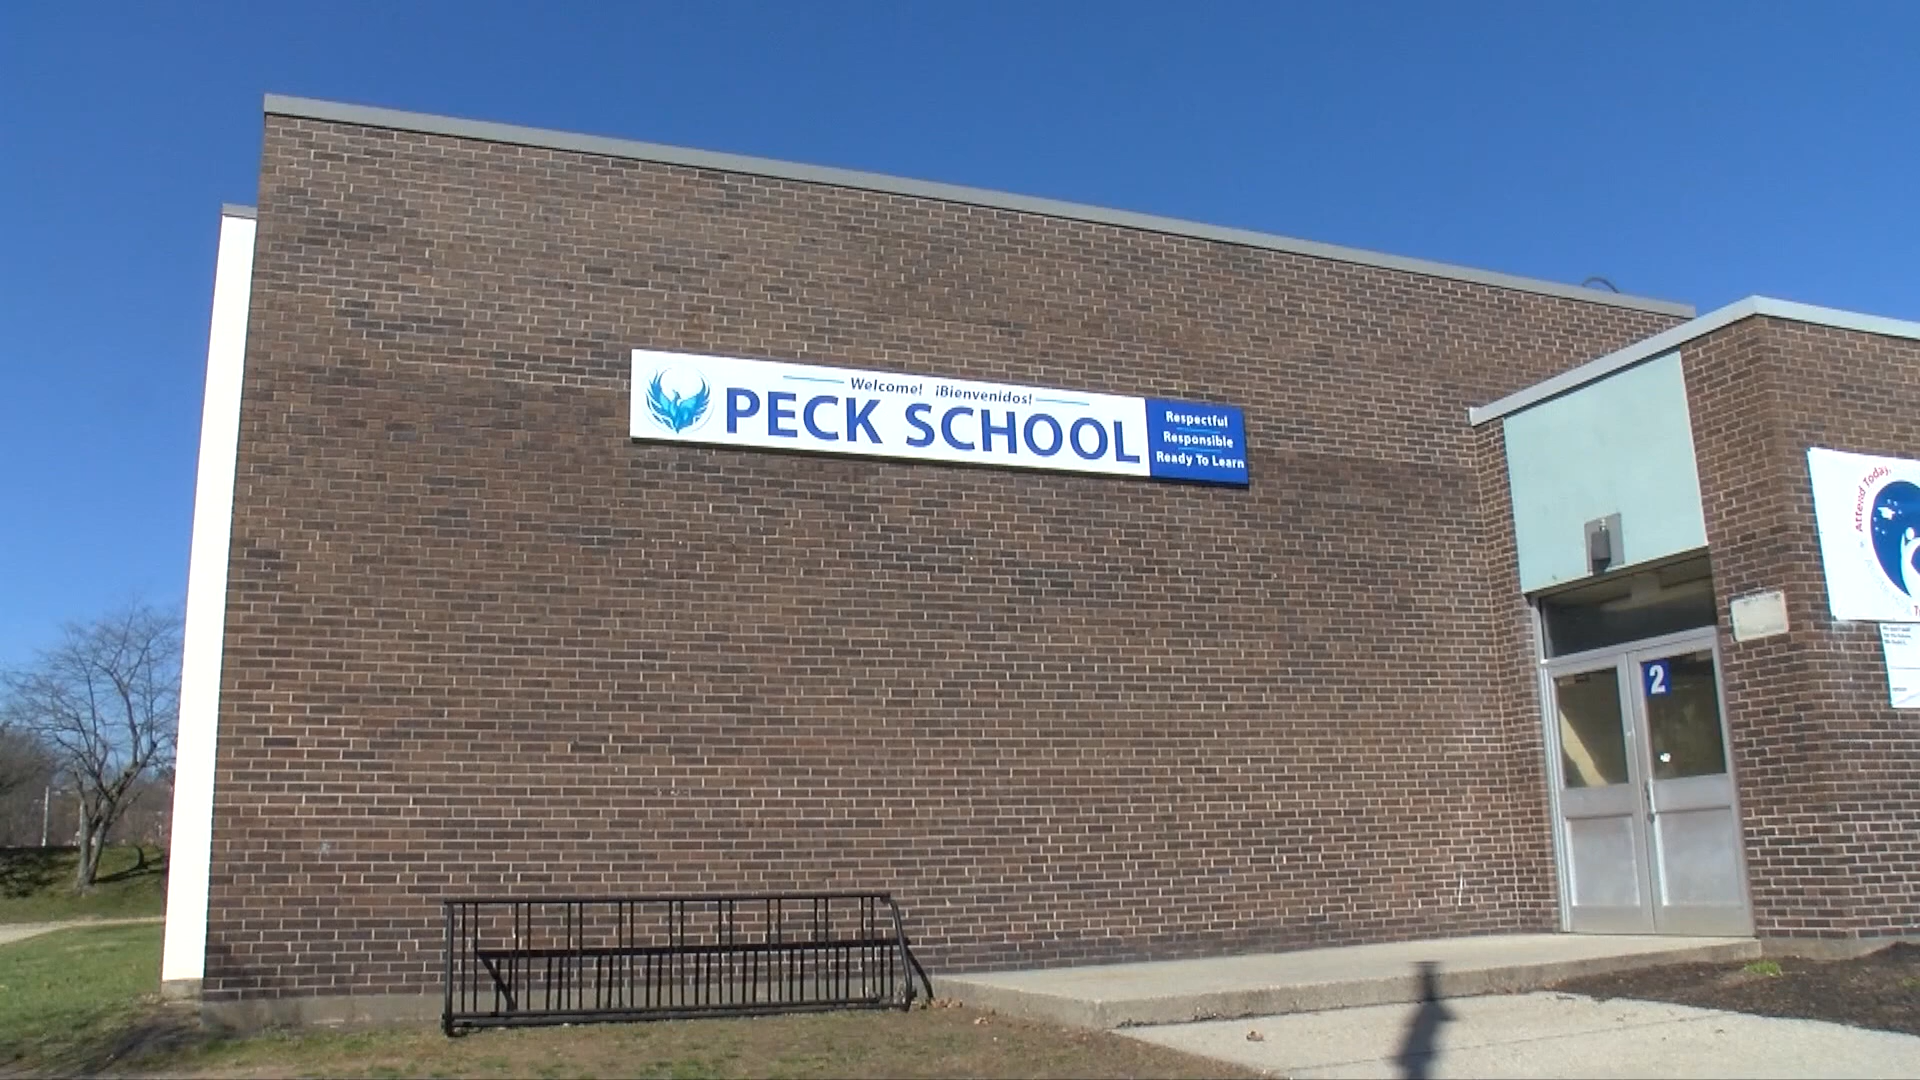 Welcome! ¡Bienvenidos!
PECK SCHOOL
Respectful
Responsible
Ready To Learn
2
Attend Today,